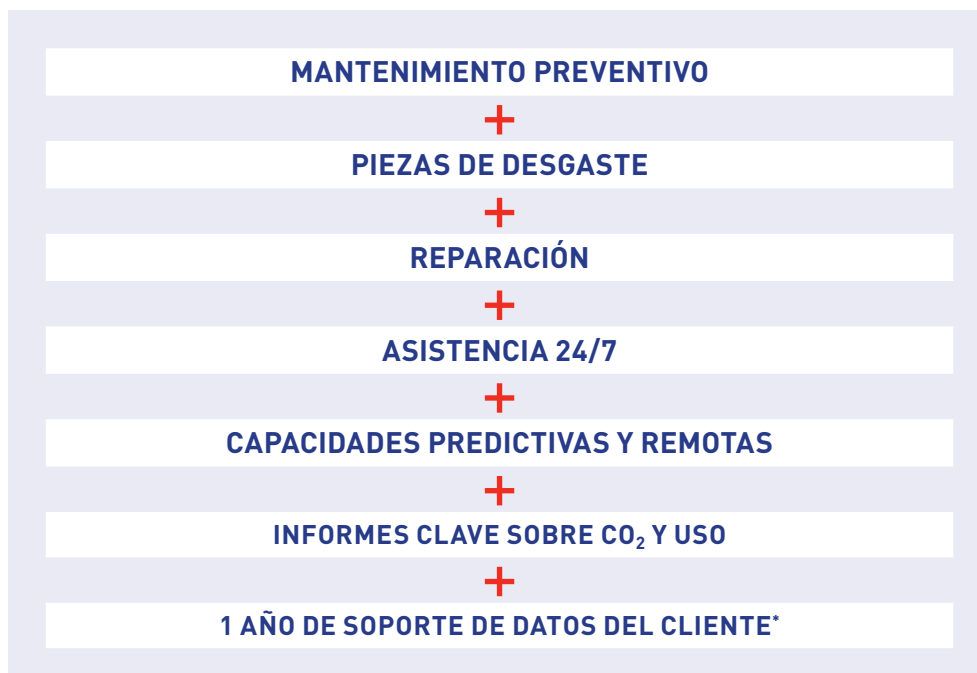 MANTENIMIENTO PREVENTIVO
+
PIEZAS DE DESGASTE
+
REPARACIÓN
+
ASISTENCIA 24/7
+
CAPACIDADES PREDICTIVAS Y REMOTAS
+
INFORMES CLAVE SOBRE CO₂ Y USO
+
1 AÑO DE SOPORTE DE DATOS DEL CLIENTE*